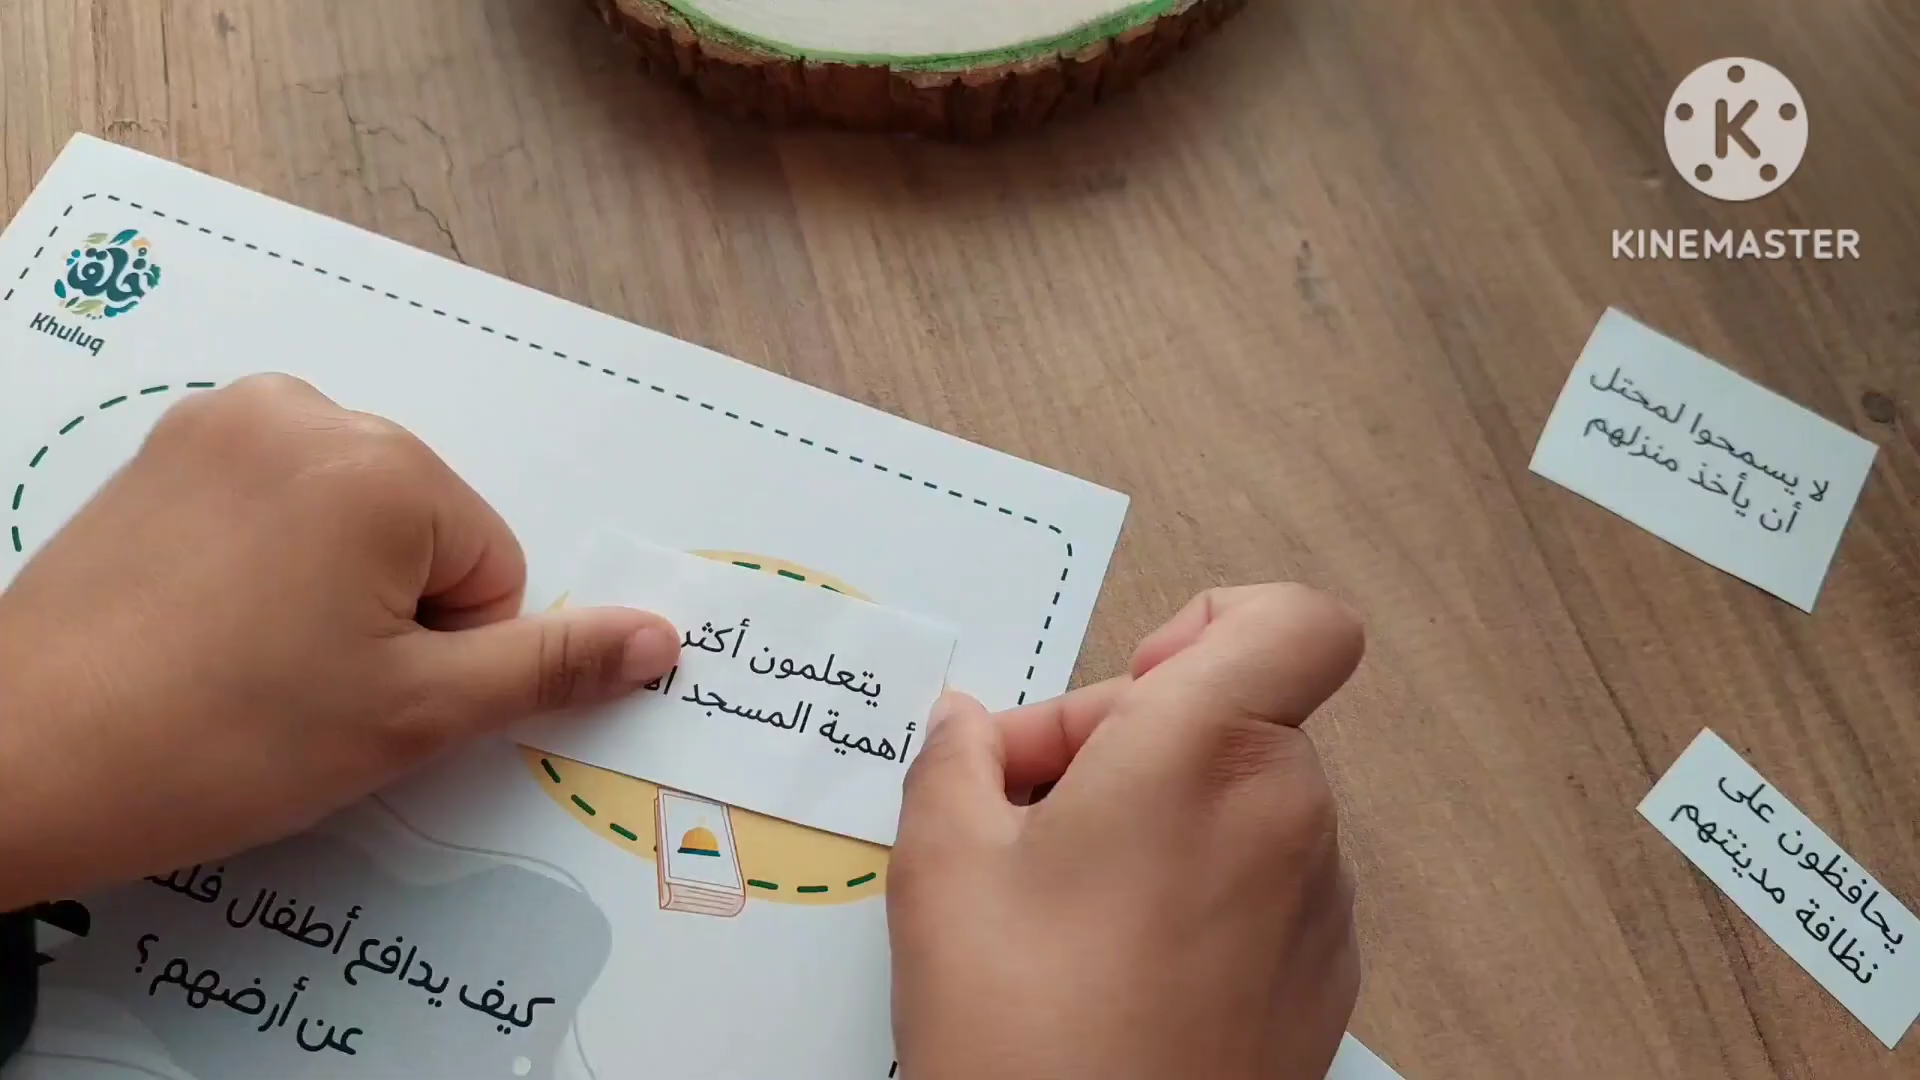 KINEMASTER
خُلُق
Khuluq
لا يسمحوا لمحتل
أن يأخذ منزلهم
يتعلمون أكثر
أهمية المسجد
يحافظون على
نظافة مدينتهم
كيف يدافع أطفال
عن أرضهم؟